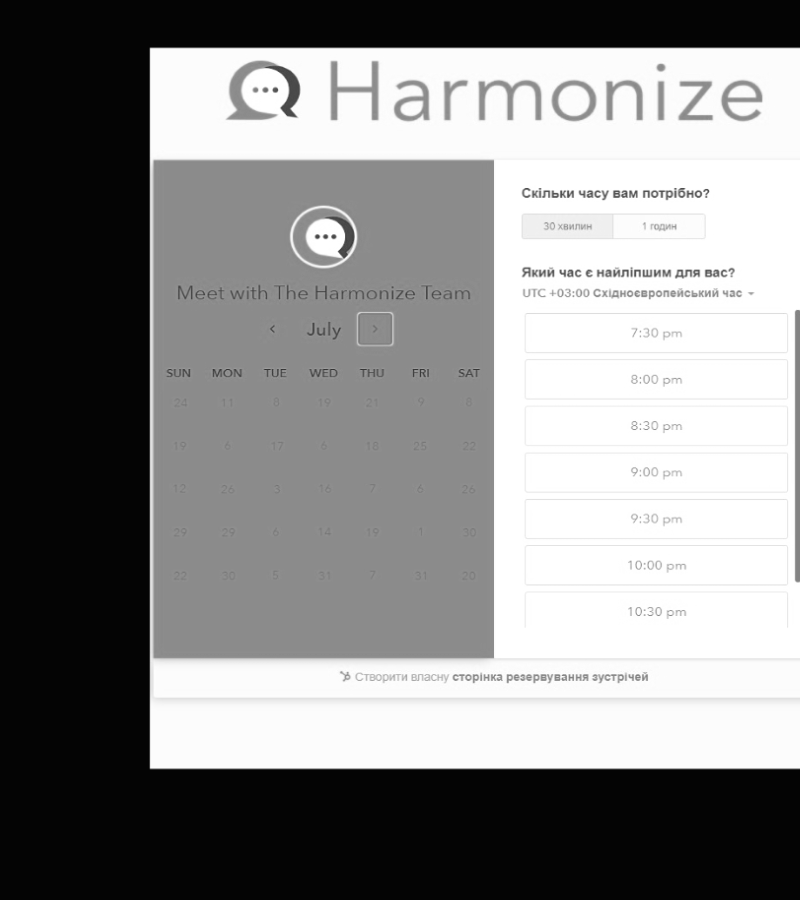 Harmonize
Meet with The Harmonize Team
July
SUN MON TUE WED THU FRI SAT
24 11 8 19 21 9 8
19 6 17 6 18 25 22
12 26 3 16 7 6 26
29 29 6 14 19 1 30
22 30 5 31 7 31 20
Скільки часу вам потрібно?
30 хвилин 1 годин
Який час є найліпшим для вас?
UTC +03:00 Східноєвропейський час
7:30 pm
8:00 pm
8:30 pm
9:00 pm
9:30 pm
10:00 pm
10:30 pm
Створити власну сторінка резервування зустрічей